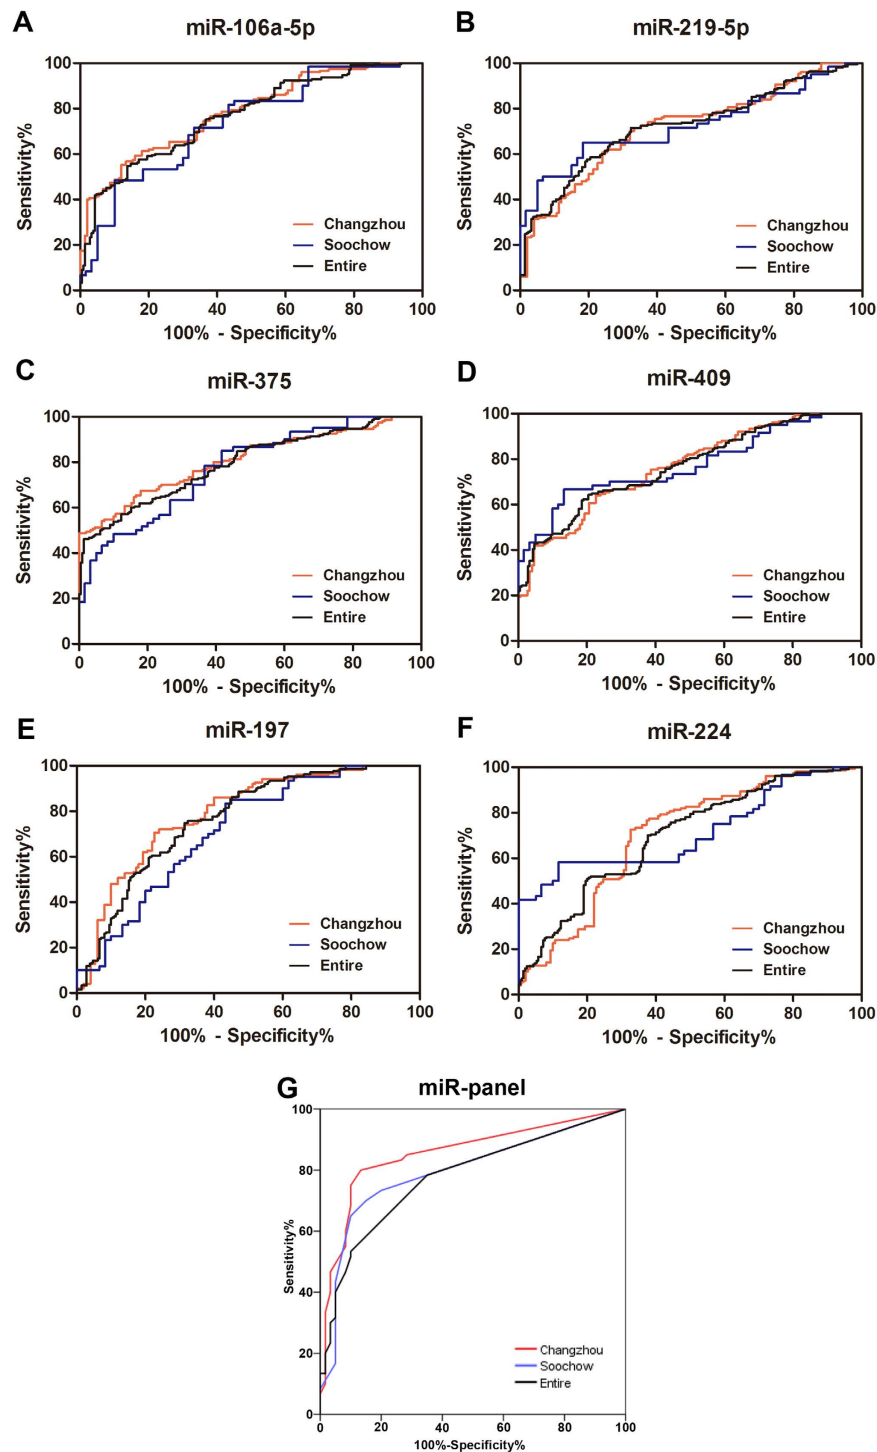 A
miR-106a-5p
100
80
60
40
20
0
Sensitivity%
Changzhou
Soochow
Entire
0 20 40 60 80 100
100% - Specificity%
B
miR-219-5p
100
80
60
40
20
0
Sensitivity%
Changzhou
Soochow
Entire
0 20 40 60 80 100
100% - Specificity%
C
miR-375
100
80
60
40
20
0
Sensitivity%
Changzhou
Soochow
Entire
0 20 40 60 80 100
100% - Specificity%
D
miR-409
100
80
60
40
20
0
Sensitivity%
Changzhou
Soochow
Entire
0 20 40 60 80 100
100% - Specificity%
E
miR-197
100
80
60
40
20
0
Sensitivity%
Changzhou
Soochow
Entire
0 20 40 60 80 100
100% - Specificity%
F
miR-224
100
80
60
40
20
0
Sensitivity%
Changzhou
Soochow
Entire
0 20 40 60 80 100
100% - Specificity%
G
miR-panel
100
80
60
40
20
0
Sensitivity%
Changzhou
Soochow
Entire
0 20 40 60 80 100
100%-Specificity%